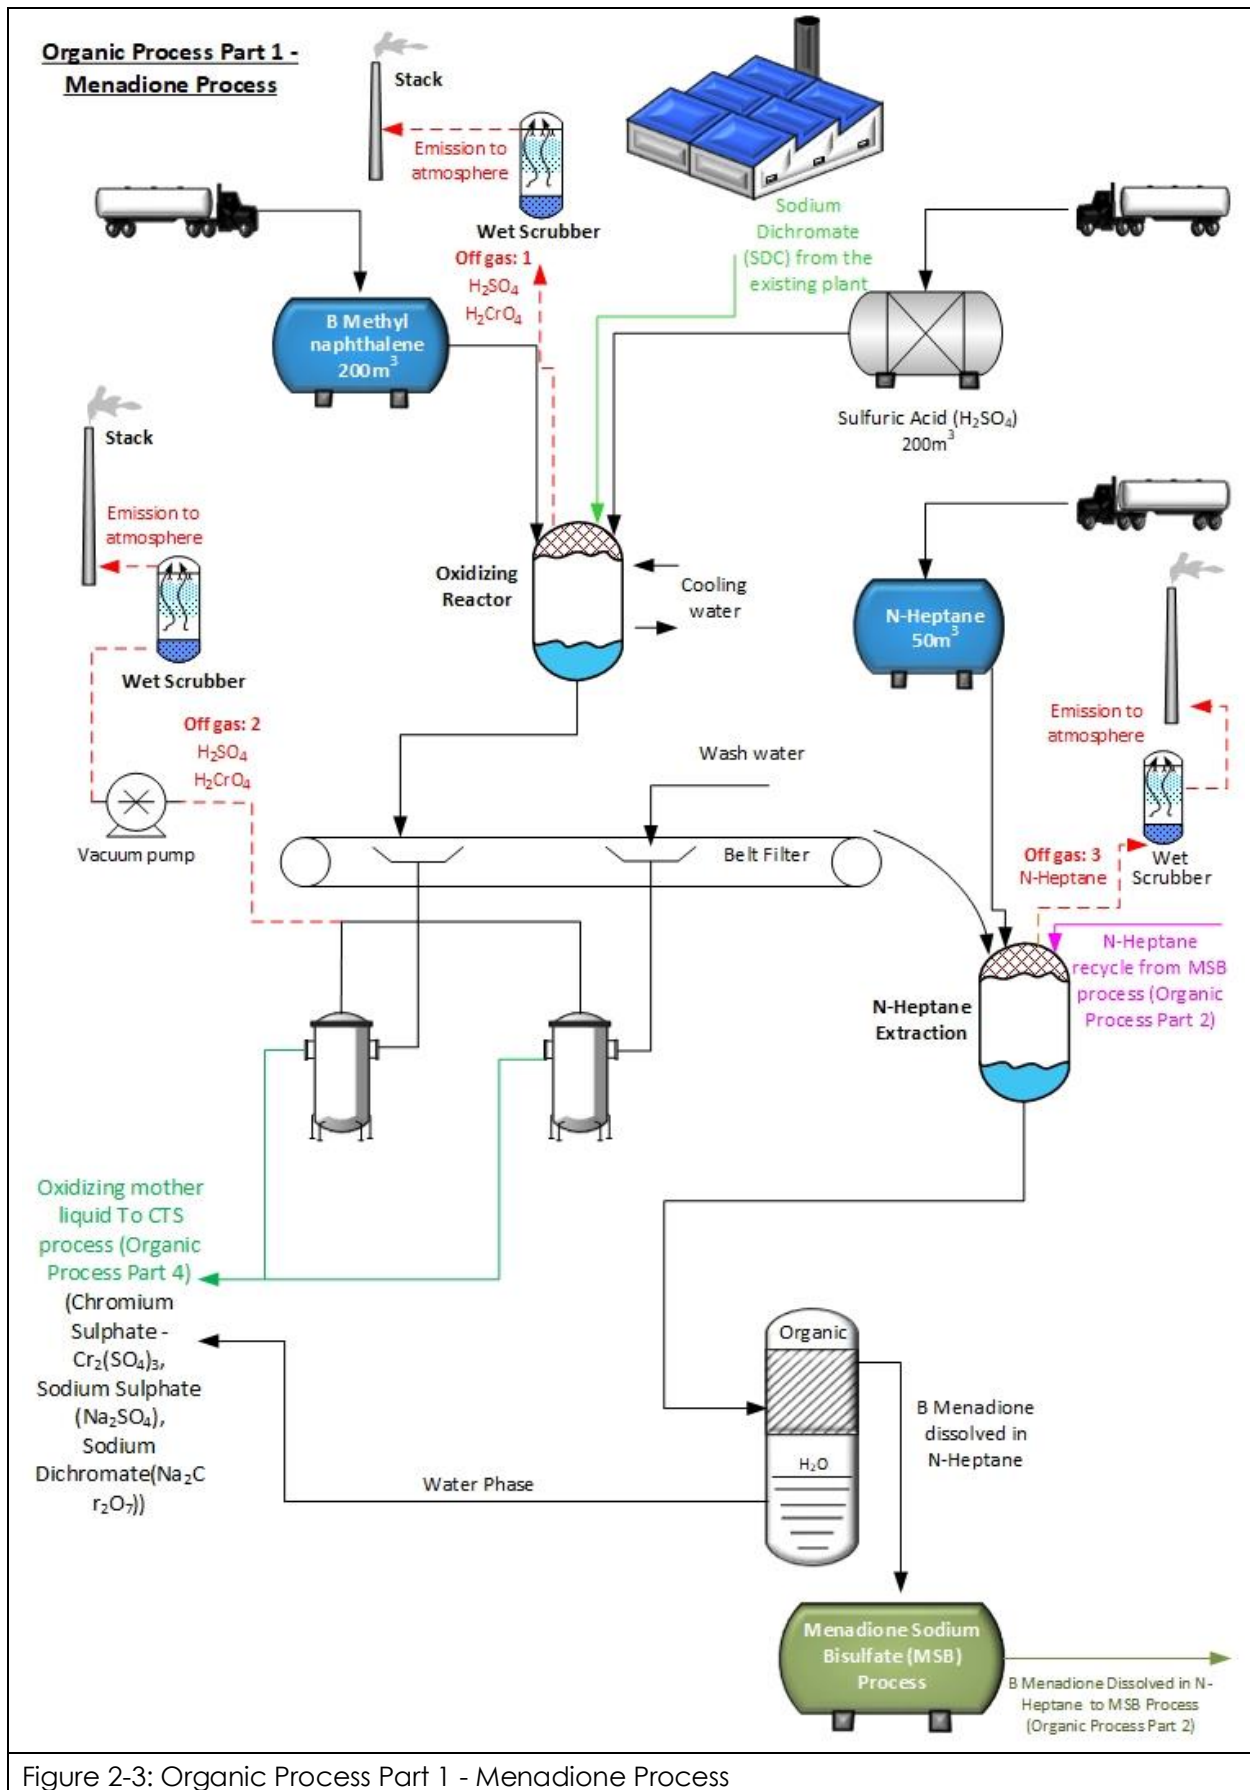 Organic Process Part 1 -
Menadione Process
Stack
Emission to
atmosphere
Wet Scrubber
Off gas: 1
H₂SO₄
H₂CrO₄
Sodium
Dichromate
(SDC) from the
existing plant
B Methyl
naphthalene
200m³
Sulfuric Acid (H₂SO₄)
200m³
Stack
Emission to
atmosphere
Wet Scrubber
Off gas: 2
H₂SO₄
H₂CrO₄
Vacuum pump
Oxidizing
Reactor
Cooling
water
N-Heptane
50m³
Emission to
atmosphere
Wash water
Belt Filter
Off gas: 3
N-Heptane
Wet
Scrubber
N-Heptane
recycle from MSB
process (Organic
Process Part 2)
N-Heptane
Extraction
Oxidizing mother
liquid To CTS
process (Organic
Process Part 4)
(Chromium
Sulphate -
Cr₂(SO₄)₃,
Sodium Sulphate
(Na₂SO₄),
Sodium
Dichromate(Na₂C
r₂O₇))
Water Phase
Organic
H₂O
B Menadione
dissolved in
N-Heptane
Menadione Sodium
Bisulfate (MSB)
Process
B Menadione Dissolved in N-
Heptane to MSB Process
(Organic Process Part 2)
Figure 2-3: Organic Process Part 1 - Menadione Process